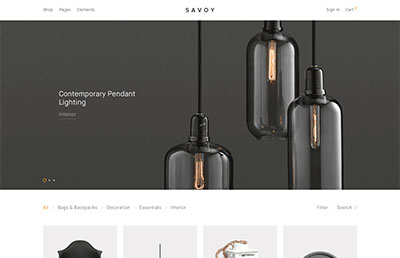 Shop Pages Elements SAVOY Sign In Cart
Contemporary Pendant
Lighting
Interior
All Bags & Backpacks Decoration Essentials Interior Filter Search